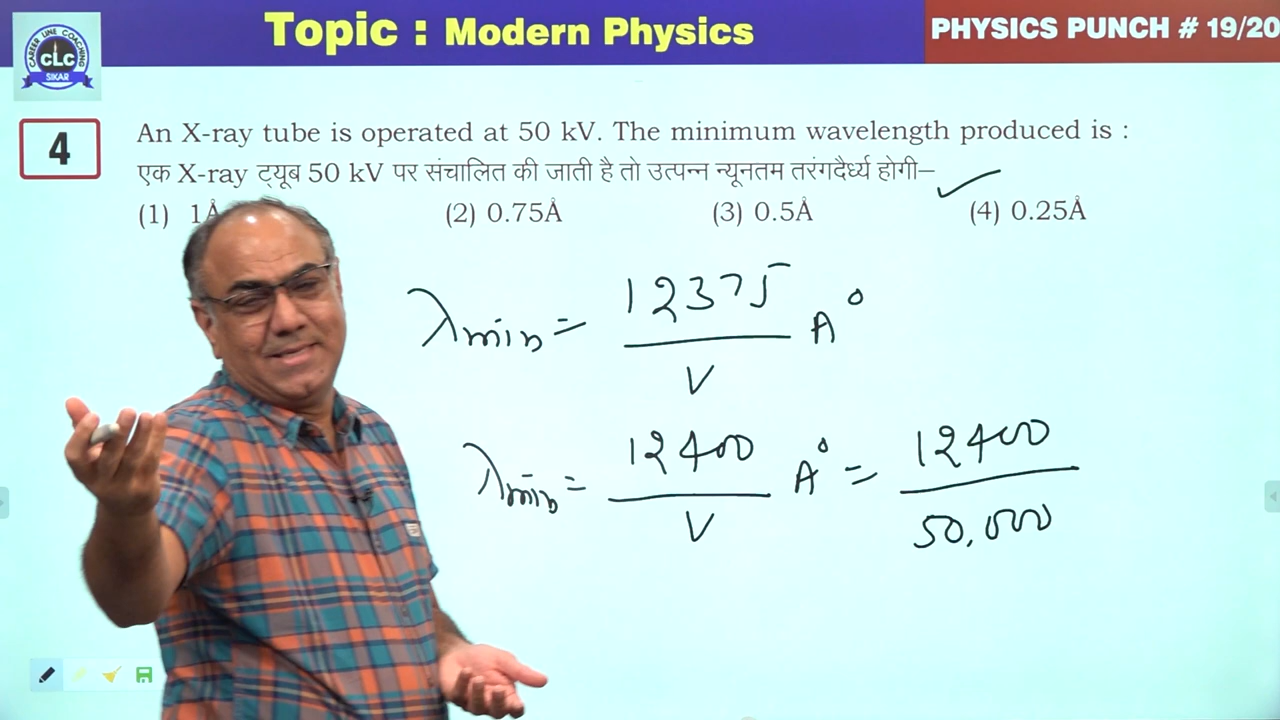 Topic : Modern Physics
PHYSICS PUNCH # 19/20
CAREER LINE COACHING
CLC
SIKAR
4
An X-ray tube is operated at 50 kV. The minimum wavelength produced is :
एक X-ray ट्यूब 50 kV पर संचालित की जाती है तो उत्पन्न न्यूनतम तरंगदैर्ध्य होगी–
(1) 1Å (2) 0.75Å (3) 0.5Å (4) 0.25Å
λmin = 12375 / V A°
λmin = 12400 / V A° = 12400 / 50,000